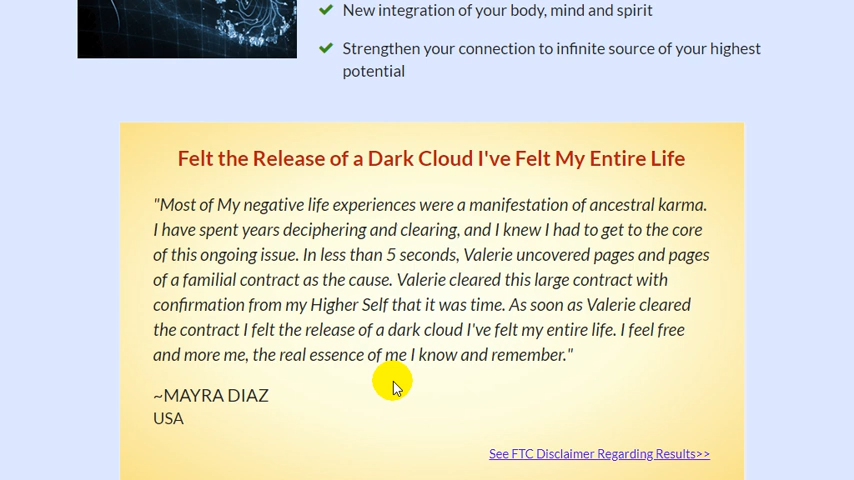 New integration of your body, mind and spirit
Strengthen your connection to infinite source of your highest
potential
Felt the Release of a Dark Cloud I've Felt My Entire Life
"Most of My negative life experiences were a manifestation of ancestral karma.
I have spent years deciphering and clearing, and I knew I had to get to the core
of this ongoing issue. In less than 5 seconds, Valerie uncovered pages and pages
of a familial contract as the cause. Valerie cleared this large contract with
confirmation from my Higher Self that it was time. As soon as Valerie cleared
the contract I felt the release of a dark cloud I've felt my entire life. I feel free
and more me, the real essence of me I know and remember."
~MAYRA DIAZ
USA
See FTC Disclaimer Regarding Results>>